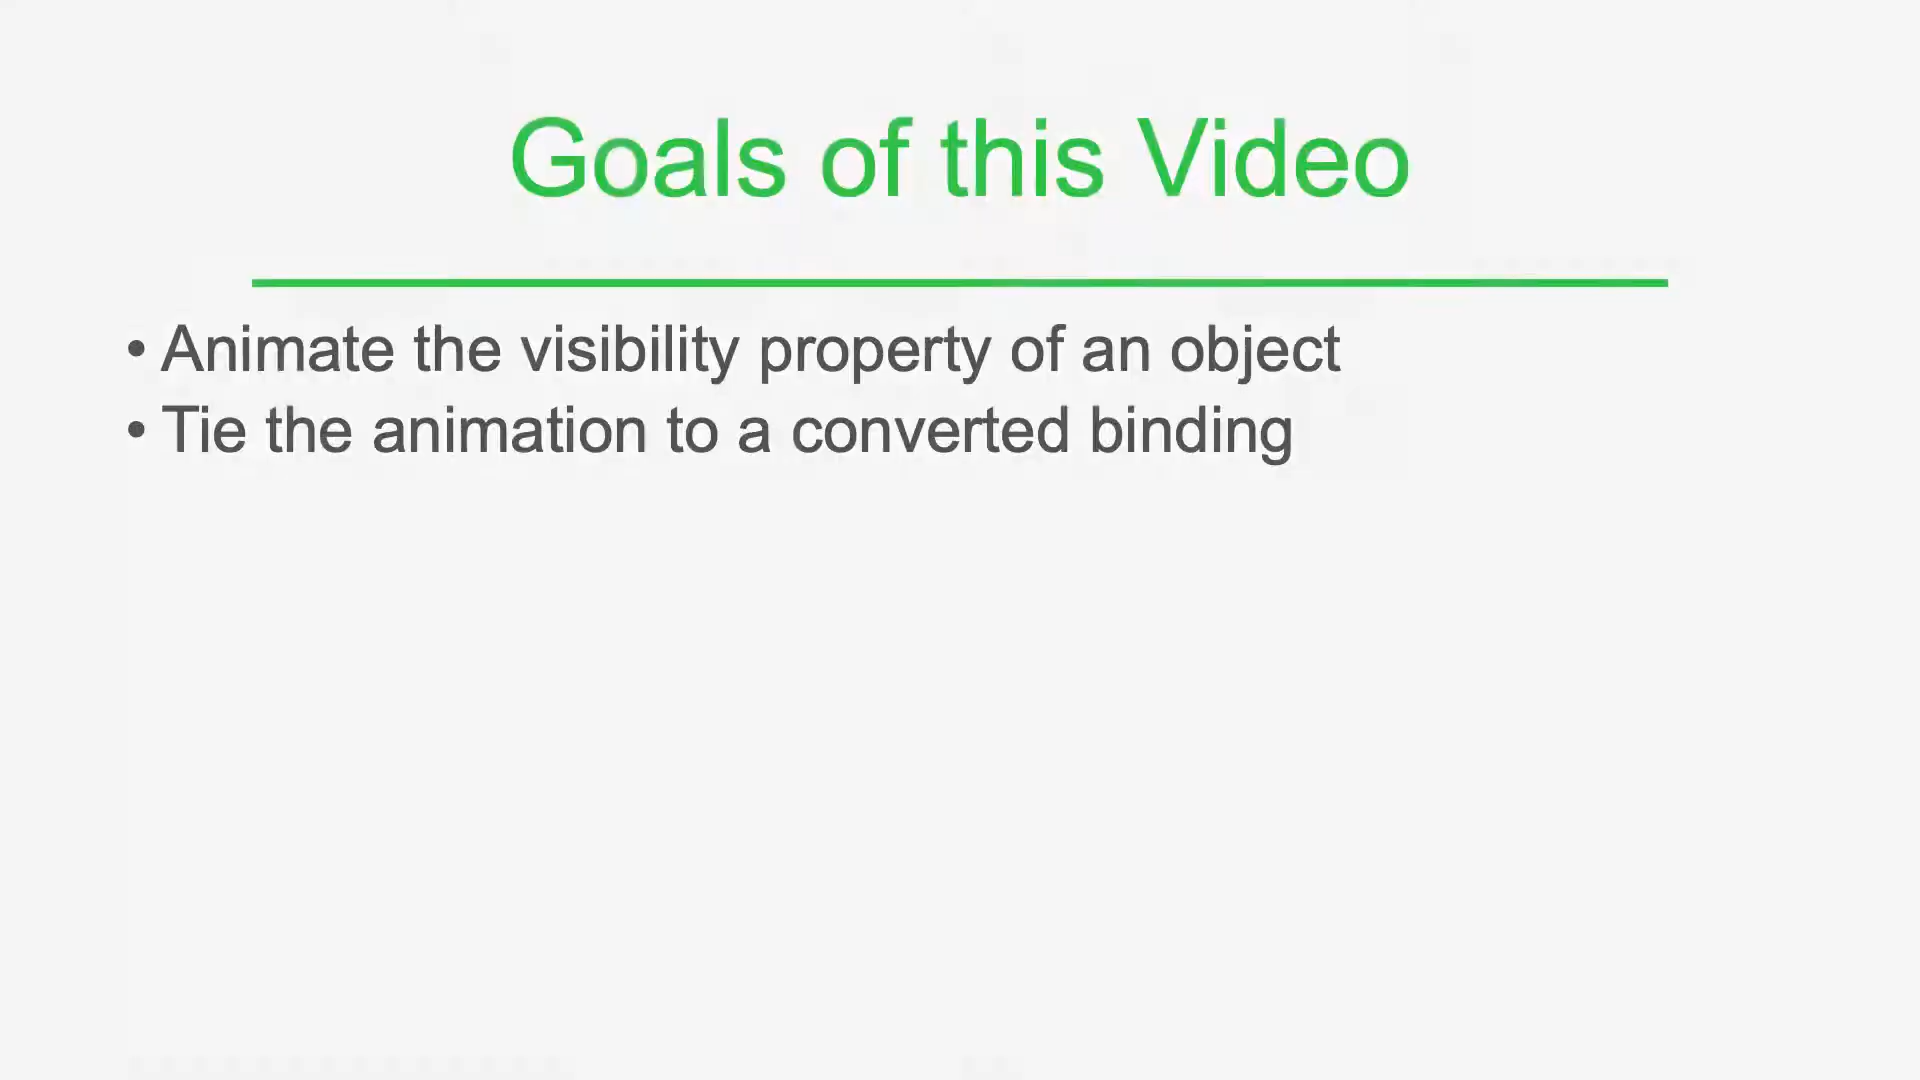 Goals of this Video
• Animate the visibility property of an object
• Tie the animation to a converted binding